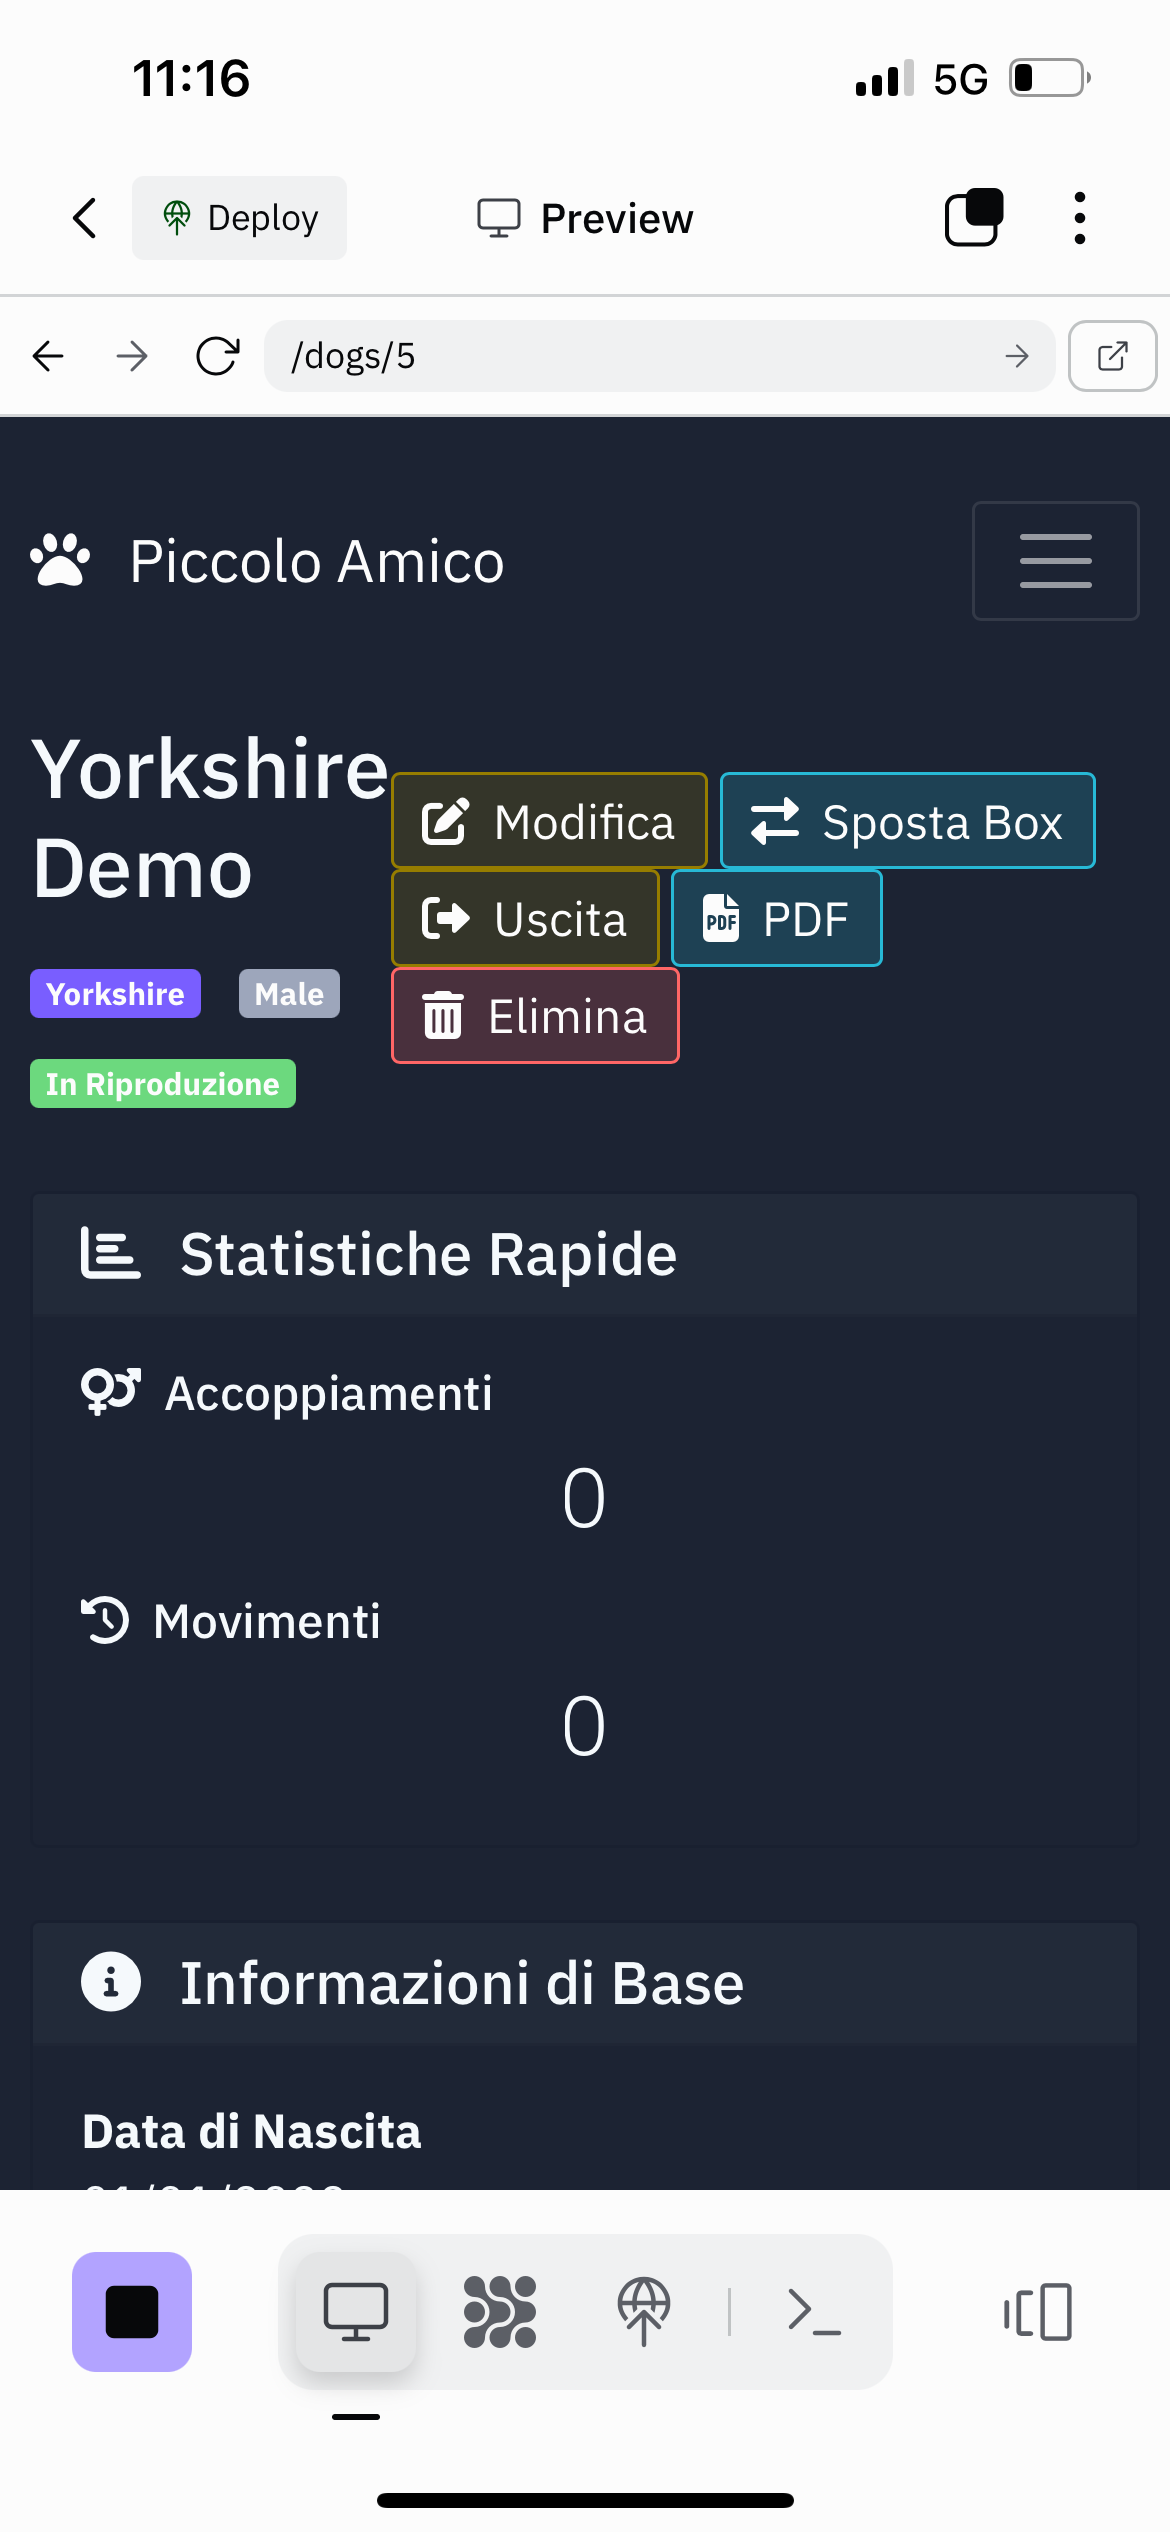 11:16
5G
Deploy
Preview
/dogs/5
Piccolo Amico
Yorkshire
Demo
Modifica
Sposta Box
Uscita
PDF
PDF
Elimina
Yorkshire
Male
In Riproduzione
Statistiche Rapide
Accoppiamenti
0
Movimenti
0
Informazioni di Base
Data di Nascita